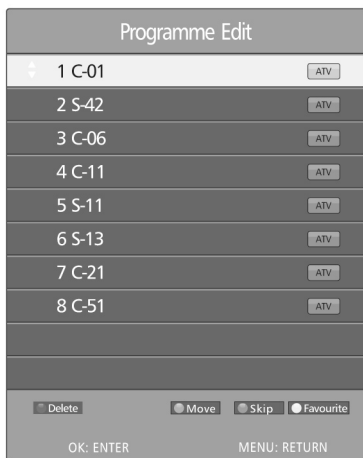 Programme Edit
1 C-01 ATV
2 S-42 ATV
3 C-06 ATV
4 C-11 ATV
5 S-11 ATV
6 S-13 ATV
7 C-21 ATV
8 C-51 ATV
Delete Move Skip Favourite
OK: ENTER MENU: RETURN